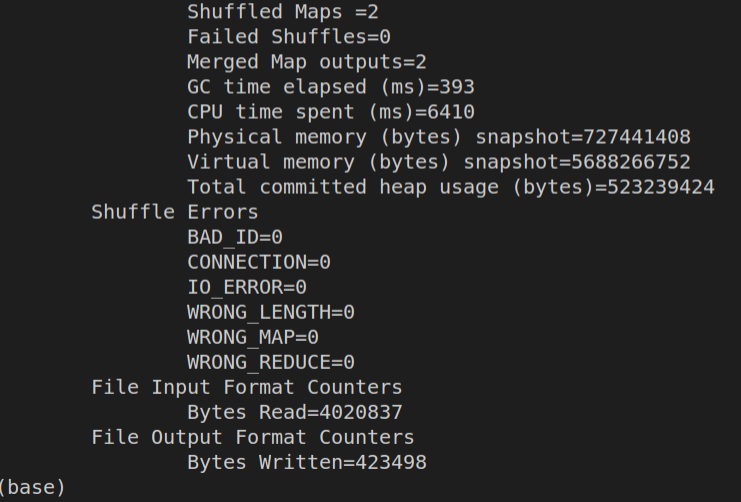 Shuffled Maps =2
Failed Shuffles=0
Merged Map outputs=2
GC time elapsed (ms)=393
CPU time spent (ms)=6410
Physical memory (bytes) snapshot=727441408
Virtual memory (bytes) snapshot=5688266752
Total committed heap usage (bytes)=523239424
Shuffle Errors
BAD_ID=0
CONNECTION=0
IO_ERROR=0
WRONG_LENGTH=0
WRONG_MAP=0
WRONG_REDUCE=0
File Input Format Counters
Bytes Read=4020837
File Output Format Counters
Bytes Written=423498
(base)